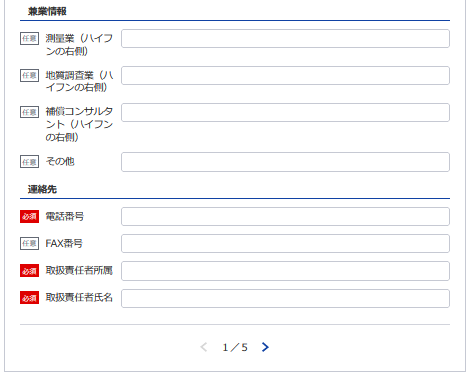 兼業情報
任意 測量業（ハイフ
ンの右側）
任意 地質調査業（ハ
イフンの右側）
任意 補償コンサルタ
ント（ハイフン
の右側）
任意 その他
連絡先
必須 電話番号
任意 FAX番号
必須 取扱責任者所属
必須 取扱責任者氏名
1／5